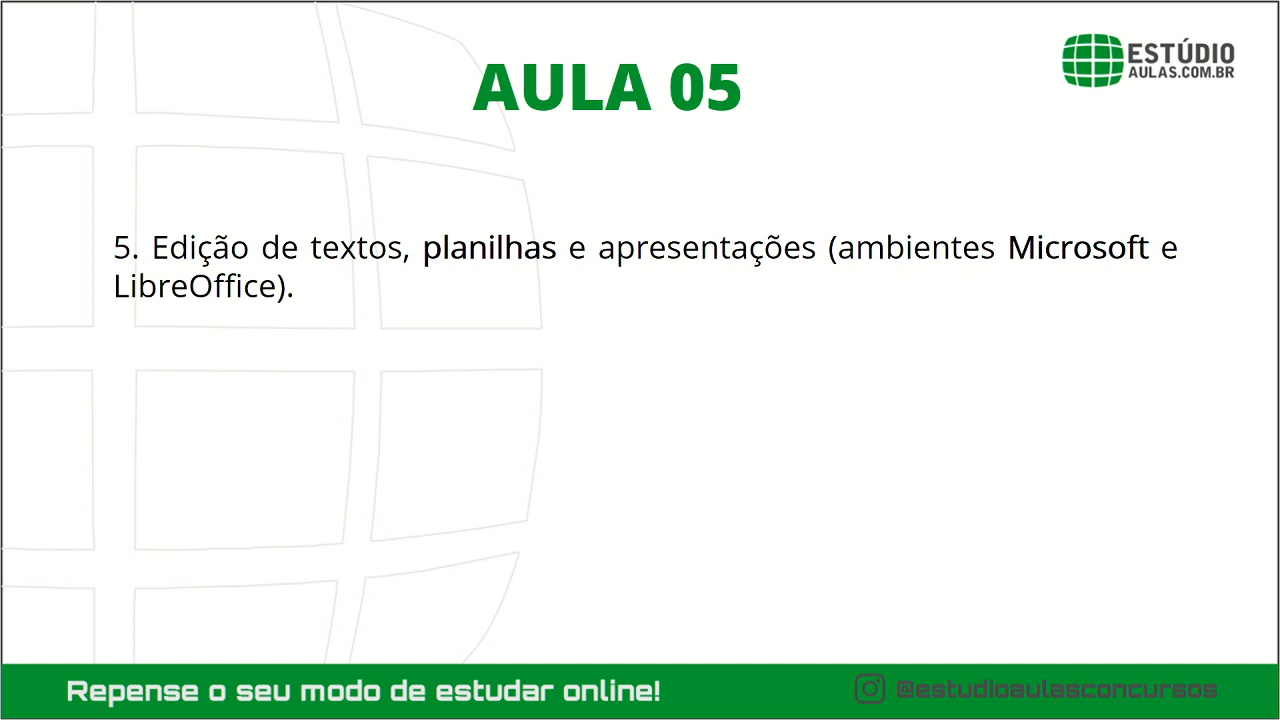 AULA 05
ESTÚDIO
AULAS.COM.BR
5. Edição de textos, planilhas e apresentações (ambientes Microsoft e
LibreOffice).
Repense o seu modo de estudar online!
@estudioaulasconcursos